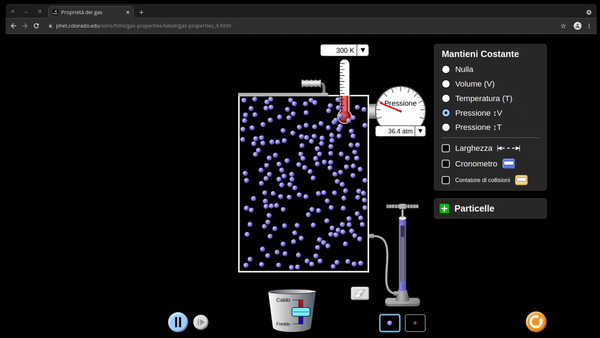 Proprietà dei gas
phet.colorado.edu/sims/html/gas-properties/latest/gas-properties_it.html
300 K
Pressione
36.4 atm
Mantieni Costante
Nulla
Volume (V)
Temperatura (T)
Pressione ↕V
Pressione ↕T
Larghezza
Cronometro
Contatore di collisioni
Particelle
Caldo
Freddo